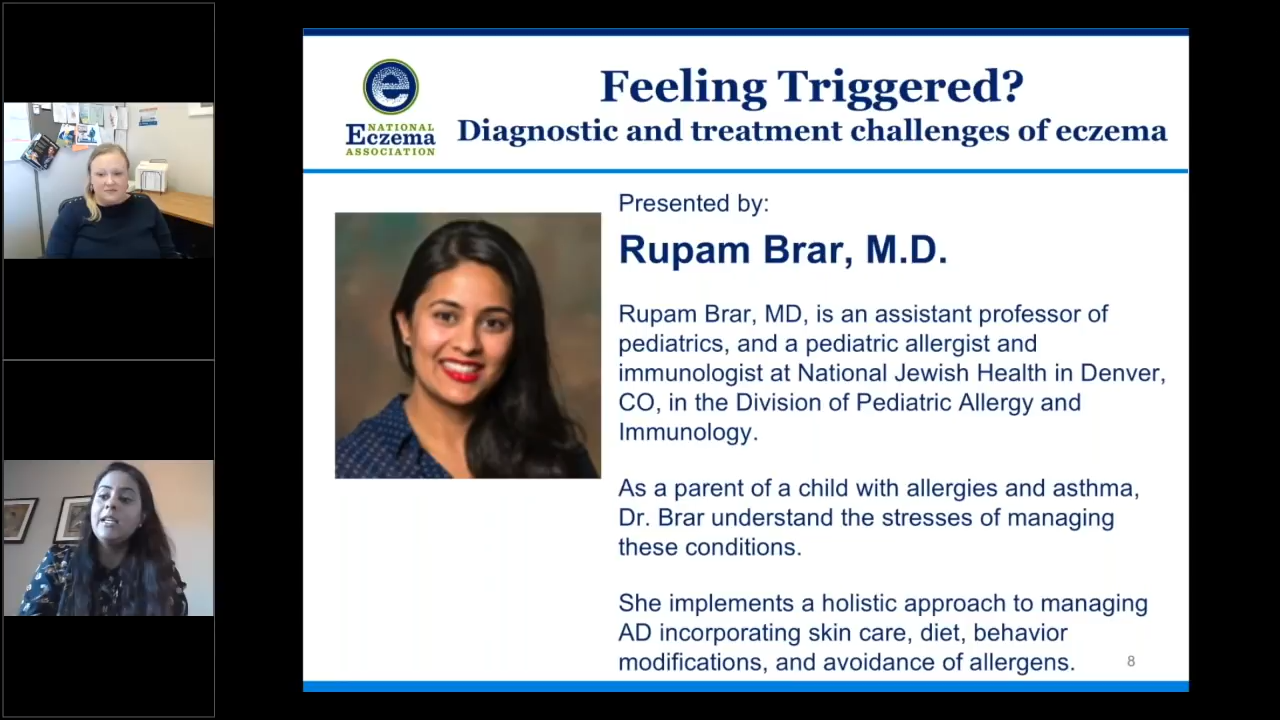 Feeling Triggered?
Diagnostic and treatment challenges of eczema
e
NATIONAL
Eczema
ASSOCIATION
Presented by:
Rupam Brar, M.D.
Rupam Brar, MD, is an assistant professor of
pediatrics, and a pediatric allergist and
immunologist at National Jewish Health in Denver,
CO, in the Division of Pediatric Allergy and
Immunology.
As a parent of a child with allergies and asthma,
Dr. Brar understand the stresses of managing
these conditions.
She implements a holistic approach to managing
AD incorporating skin care, diet, behavior
modifications, and avoidance of allergens.
8